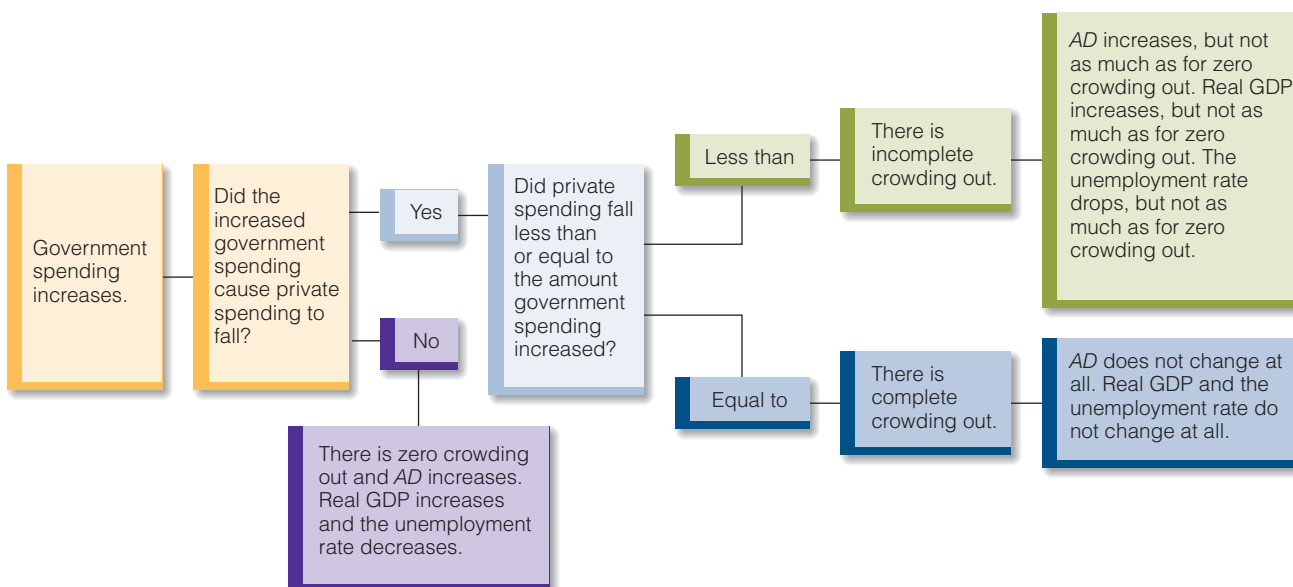 Government
spending
increases.
Did the
increased
government
spending
cause private
spending to
fall?
Yes
No
There is zero crowding
out and AD increases.
Real GDP increases
and the unemployment
rate decreases.
Did private
spending fall
less than
or equal to
the amount
government
spending
increased?
Less than
There is
incomplete
crowding out.
AD increases, but not
as much as for zero
crowding out. Real GDP
increases, but not as
much as for zero
crowding out. The
unemployment rate
drops, but not as
much as for zero
crowding out.
Equal to
There is
complete
crowding out.
AD does not change at
all. Real GDP and the
unemployment rate do
not change at all.